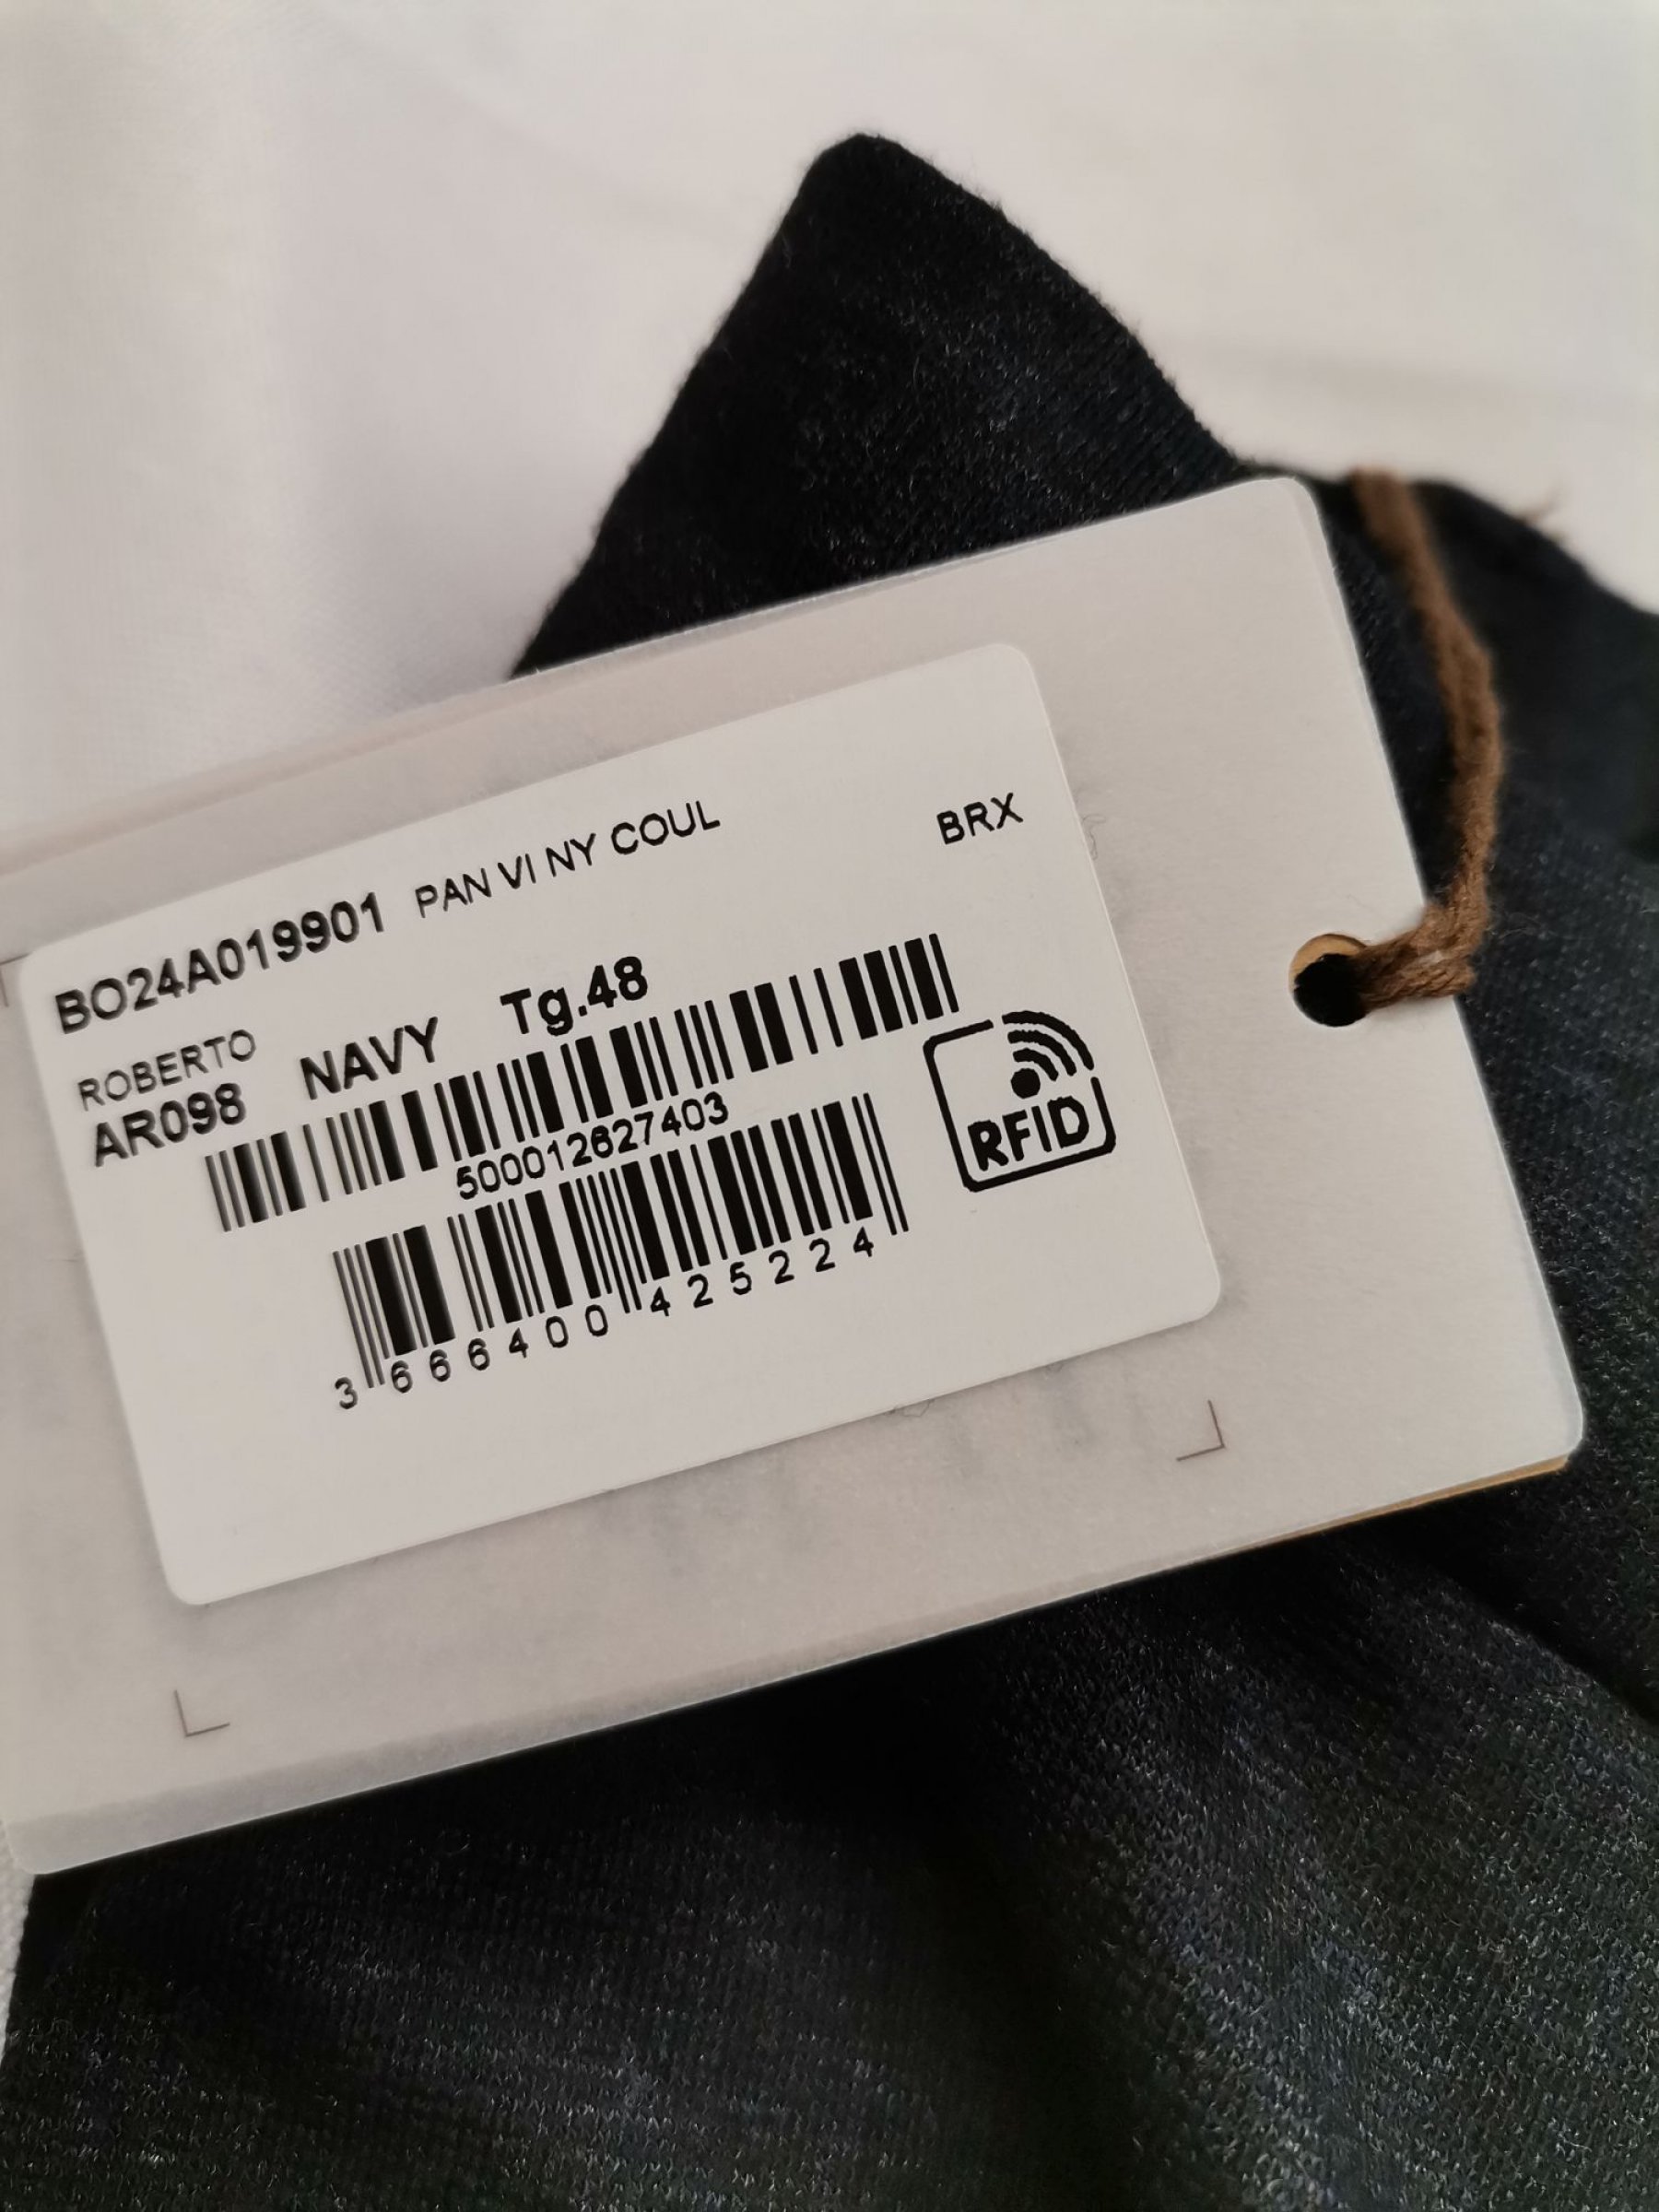 BO24A019901 PAN VI NY COUL BRX
ROBERTO
AR098 NAVY Tg.48
500012627403
3 666400 425224
RFID